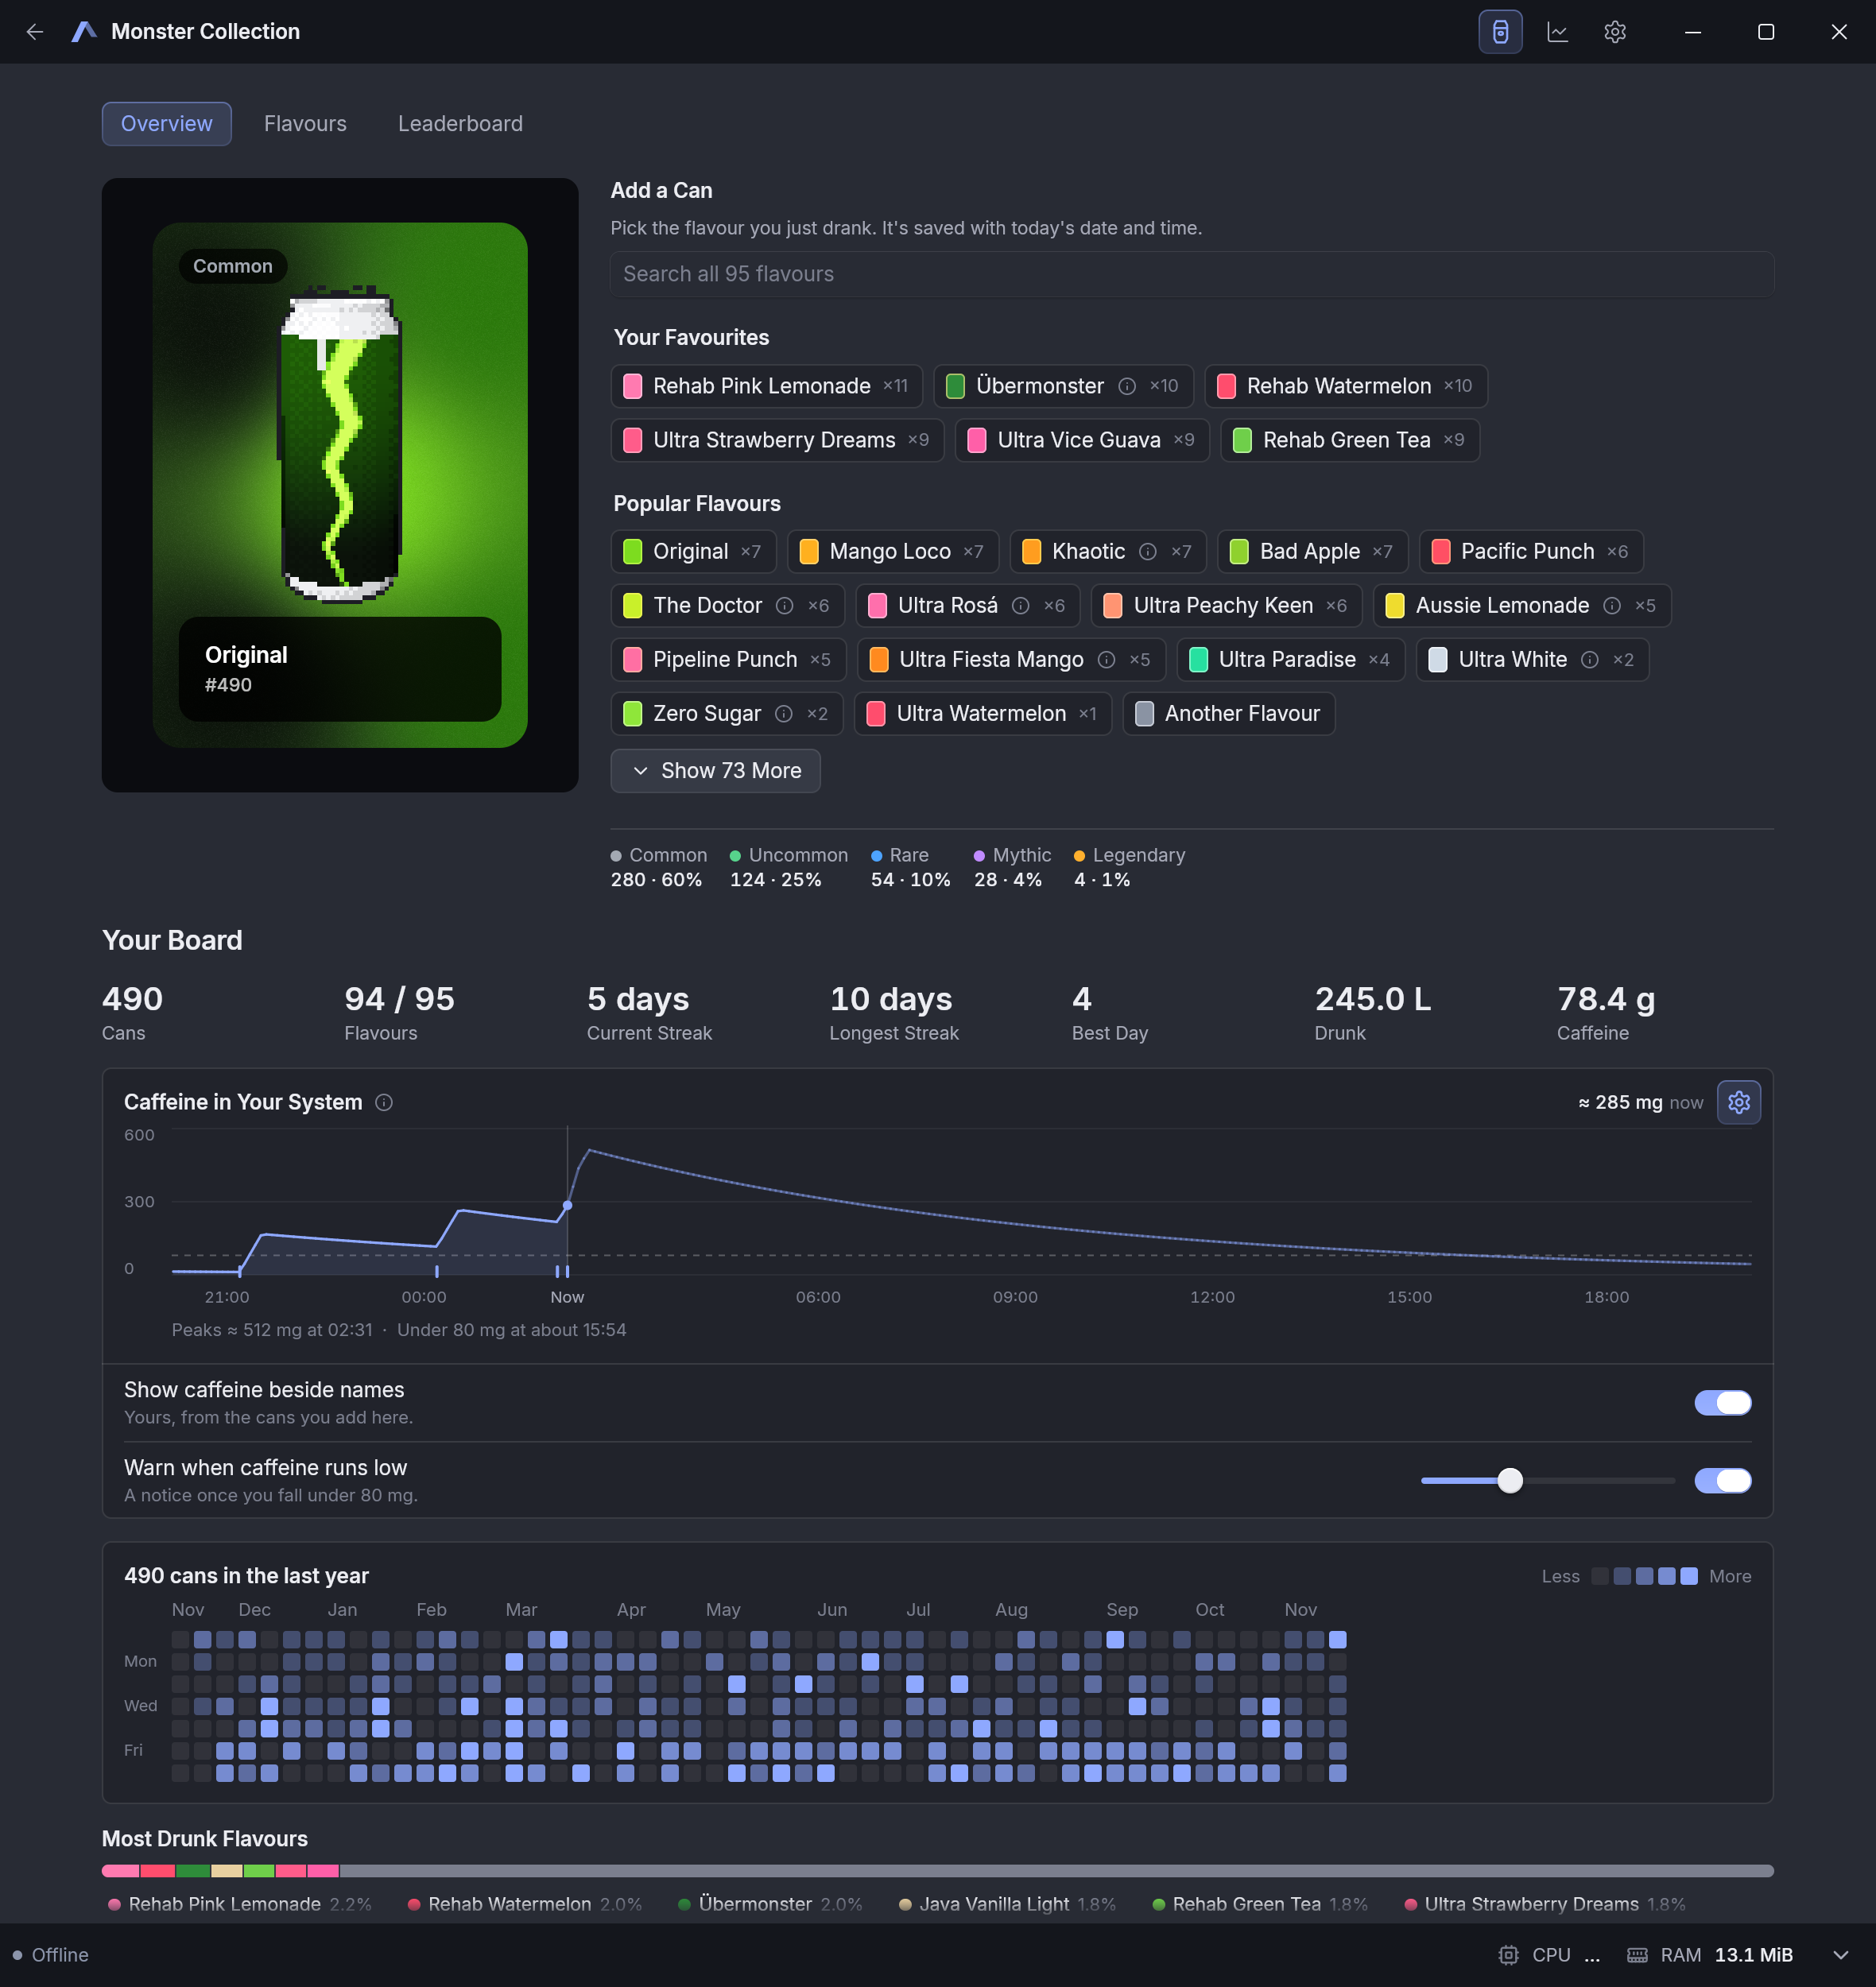 Monster Collection
Overview Flavours Leaderboard
Common
Original
#490
Add a Can
Pick the flavour you just drank. It's saved with today's date and time.
Search all 95 flavours
Your Favourites
Rehab Pink Lemonade ×11 Übermonster ×10 Rehab Watermelon ×10
Ultra Strawberry Dreams ×9 Ultra Vice Guava ×9 Rehab Green Tea ×9
Popular Flavours
Original ×7 Mango Loco ×7 Khaotic ×7 Bad Apple ×7 Pacific Punch ×6
The Doctor ×6 Ultra Rosá ×6 Ultra Peachy Keen ×6 Aussie Lemonade ×5
Pipeline Punch ×5 Ultra Fiesta Mango ×5 Ultra Paradise ×4 Ultra White ×2
Zero Sugar ×2 Ultra Watermelon ×1 Another Flavour
Show 73 More
Common Uncommon Rare Mythic Legendary
280 · 60% 124 · 25% 54 · 10% 28 · 4% 4 · 1%
Your Board
490 94 / 95 5 days 10 days 4 245.0 L 78.4 g
Cans Flavours Current Streak Longest Streak Best Day Drunk Caffeine
Caffeine in Your System ≈ 285 mg now
600
300
0
21:00 00:00 Now 06:00 09:00 12:00 15:00 18:00
Peaks ≈ 512 mg at 02:31 · Under 80 mg at about 15:54
Show caffeine beside names
Yours, from the cans you add here.
Warn when caffeine runs low
A notice once you fall under 80 mg.
490 cans in the last year Less More
Nov Dec Jan Feb Mar Apr May Jun Jul Aug Sep Oct Nov
Mon
Wed
Fri
Most Drunk Flavours
Rehab Pink Lemonade 2.2% Rehab Watermelon 2.0% Übermonster 2.0% Java Vanilla Light 1.8% Rehab Green Tea 1.8% Ultra Strawberry Dreams 1.8%
Offline CPU ... RAM 13.1 MiB